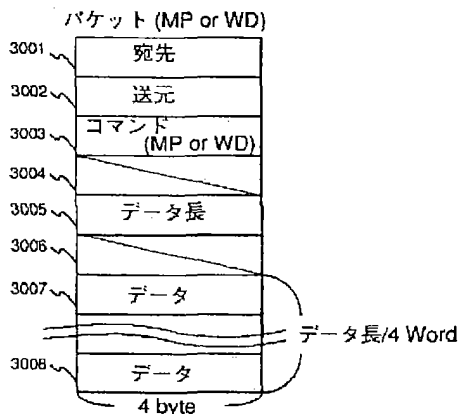 パケット (MP or WD)
3001 宛先
3002 送元
3003 コマンド
(MP or WD)
3004
3005 データ長
3006
3007 データ
データ長/4 Word
3008 データ
4 byte